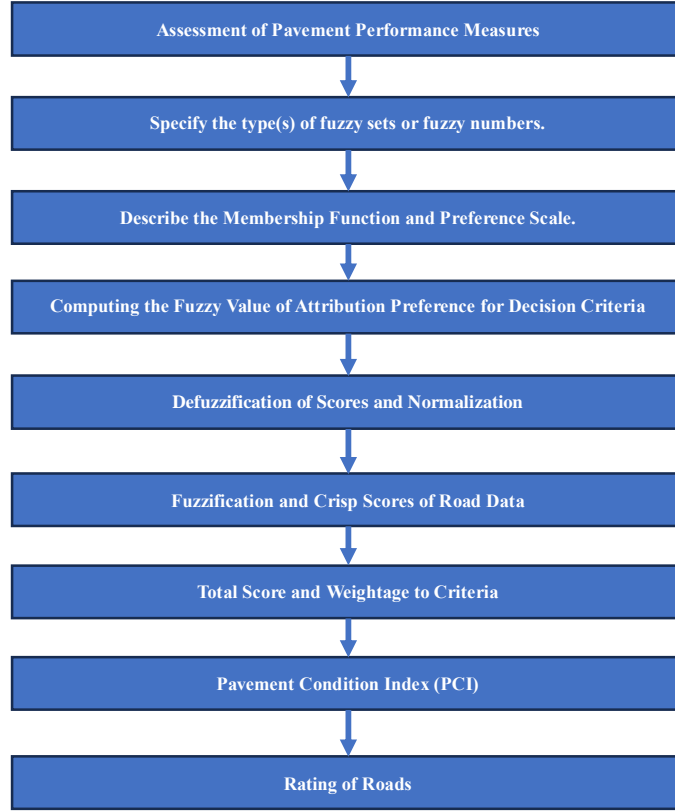 Assessment of Pavement Performance Measures
Specify the type(s) of fuzzy sets or fuzzy numbers.
Describe the Membership Function and Preference Scale.
Computing the Fuzzy Value of Attribution Preference for Decision Criteria
Defuzzification of Scores and Normalization
Fuzzification and Crisp Scores of Road Data
Total Score and Weightage to Criteria
Pavement Condition Index (PCI)
Rating of Roads